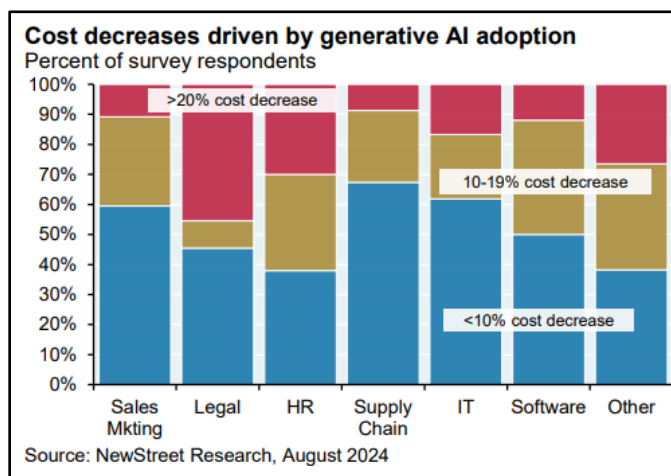 Cost decreases driven by generative AI adoption
Percent of survey respondents
100%
90%
80%
70%
60%
50%
40%
30%
20%
10%
0%
>20% cost decrease
10-19% cost decrease
<10% cost decrease
Sales Mkting
Legal
HR
Supply Chain
IT
Software
Other
Source: NewStreet Research, August 2024